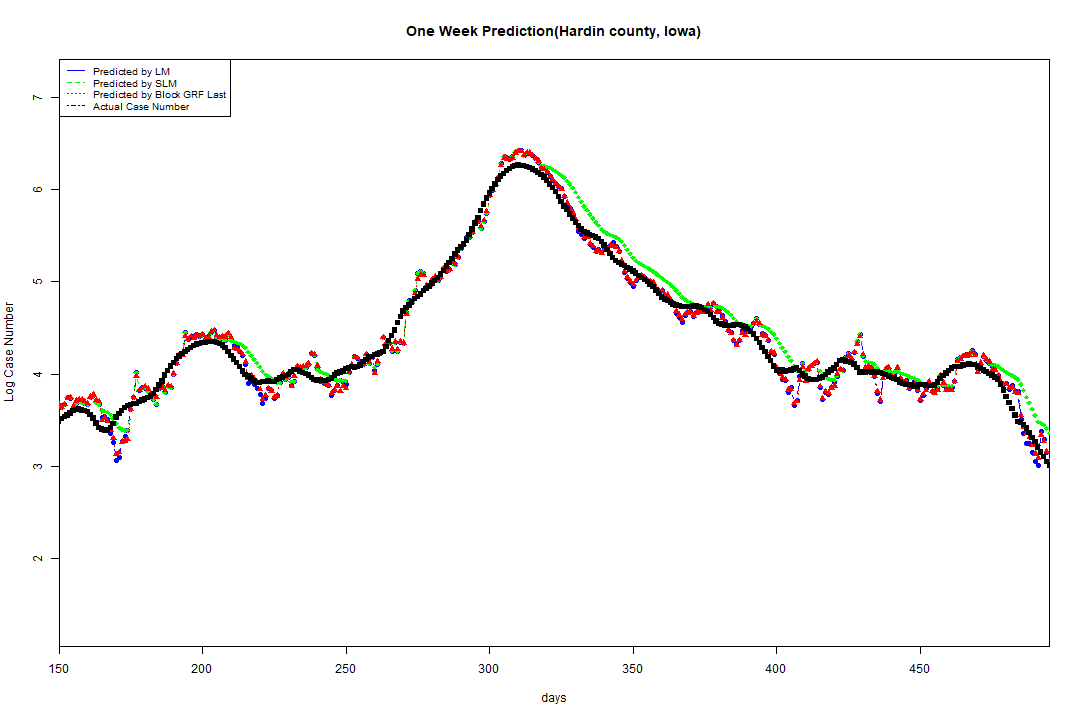 One Week Prediction(Hardin county, Iowa)
Predicted by LM
Predicted by SLM
Predicted by Block GRF Last
Actual Case Number
7
6
5
4
3
2
Log Case Number
150 200 250 300 350 400 450
days